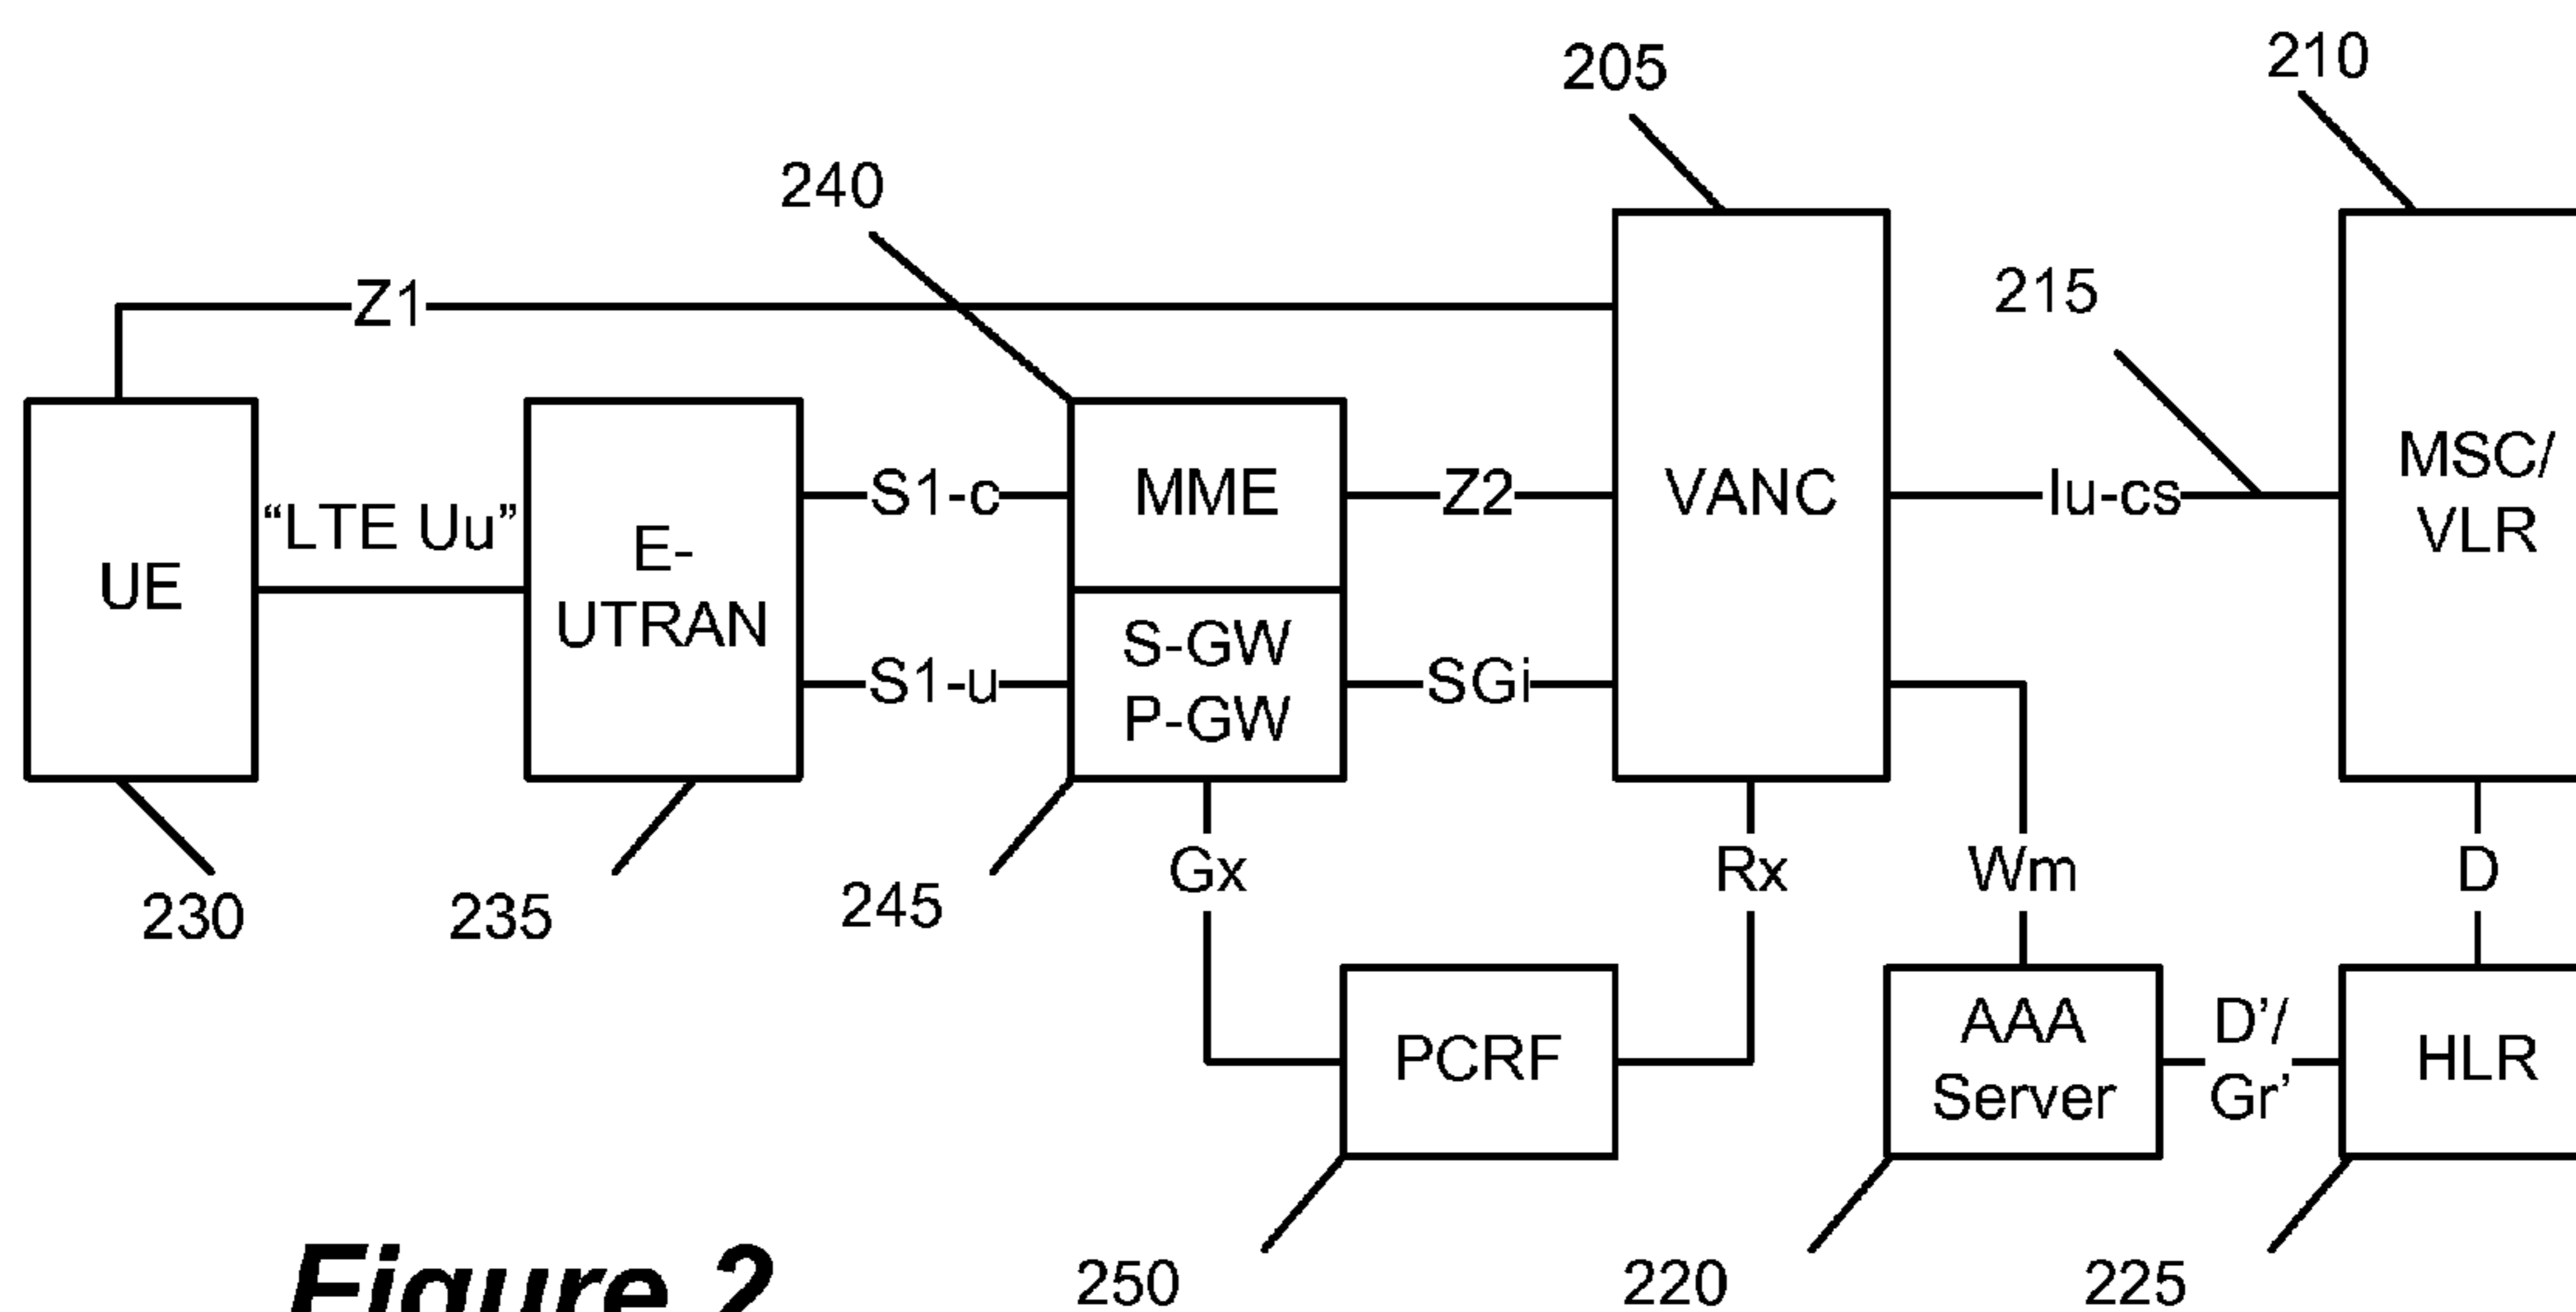 205
210
240
215
Z1
"LTE Uu"
UE
E-
UTRAN
S1-c
S1-u
MME
S-GW
P-GW
Z2
SGi
VANC
Iu-cs
MSC/
VLR
230
235
245
Gx
Rx
Wm
D
PCRF
AAA
Server
D’/
Gr’
HLR
250
220
225
Figure 2